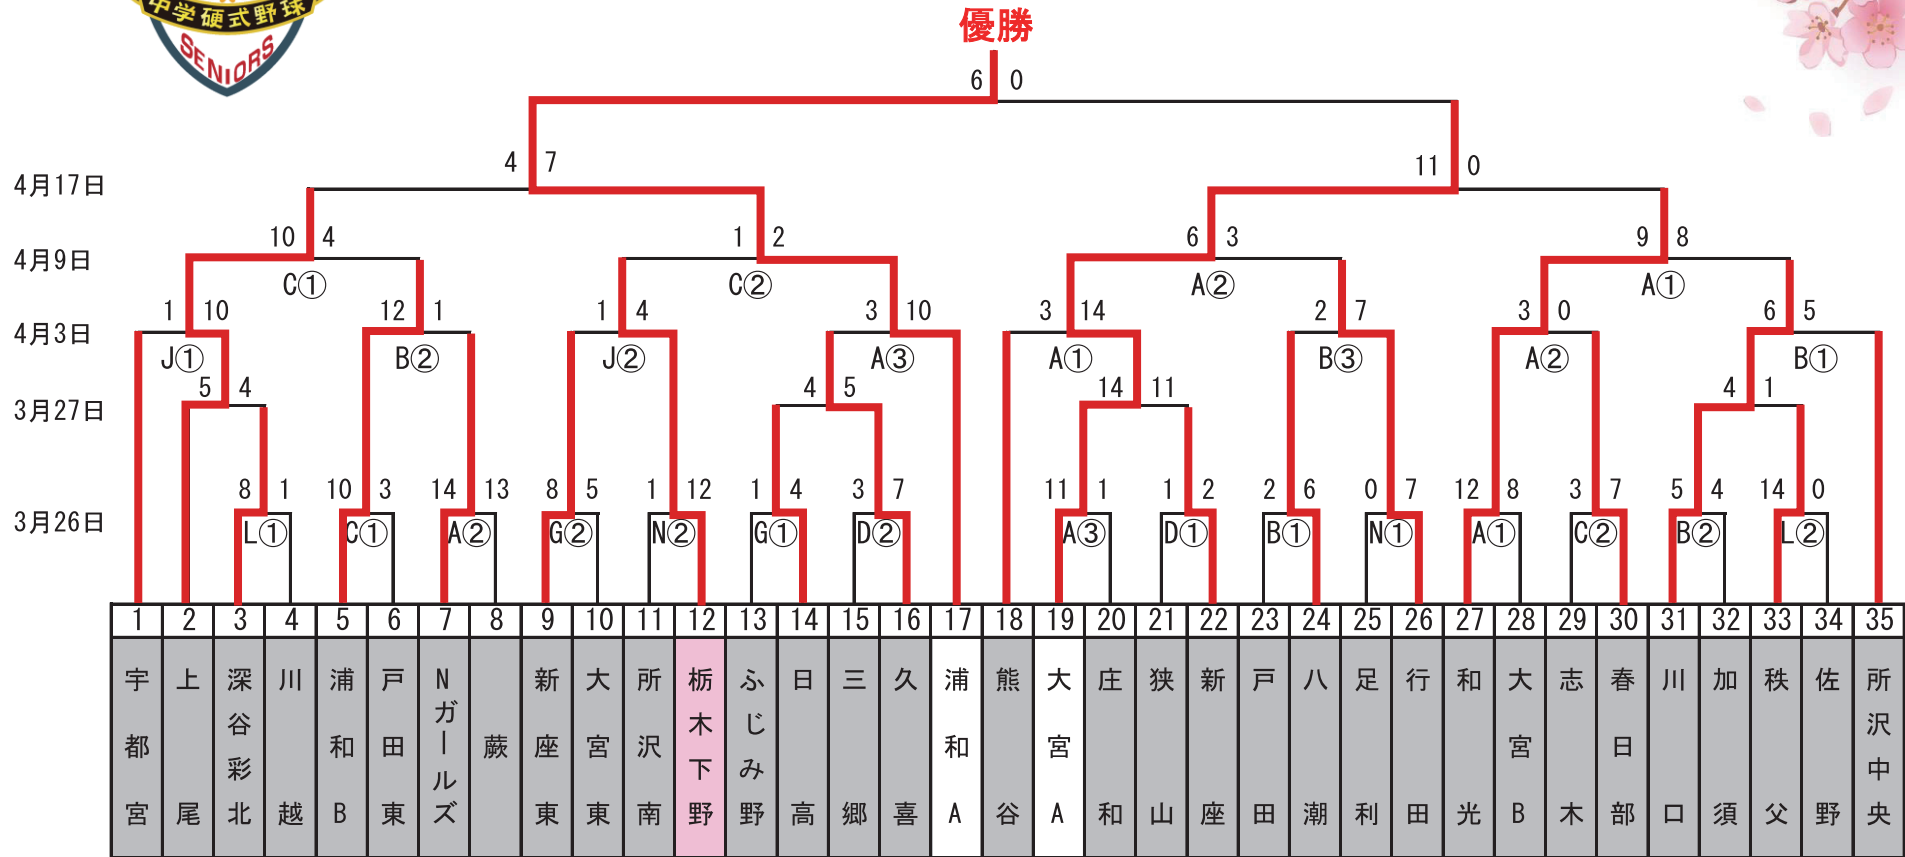 中学硬式野球
SENIORS
優勝
6 0
4 7
11 0
4月17日
10 4
1 2
6 3
9 8
4月9日
C① C② A② A①
1 10
12 1
1 4
3 10
3 14
2 7
3 0
6 5
4月3日
J① B② J② A③ A① B③ A② B①
5 4
4 5
14 11
4 1
3月27日
8 1
10 3
14 13
8 5
1 12
1 4
3 7
11 1
1 2
2 6
0 7
12 8
3 7
5 4
14 0
3月26日
L① C① A② G② N② G① D② A③ D① B① N① A① C② B② L②
1 2 3 4 5 6 7 8 9 10 11 12 13 14 15 16 17 18 19 20 21 22 23 24 25 26 27 28 29 30 31 32 33 34 35
宇都宮
上尾
深谷彩北
川越
浦和B
戸田東
Nガールズ
蕨
新座東
大宮東
所沢南
栃木下野
ふじみ野
日高
三郷
久喜
浦和A
熊谷
大宮A
庄和
狭山
新座
戸田
八潮
足利
行田
和光
大宮B
志木
春日部
川口
加須
秩父
佐野
所沢中央